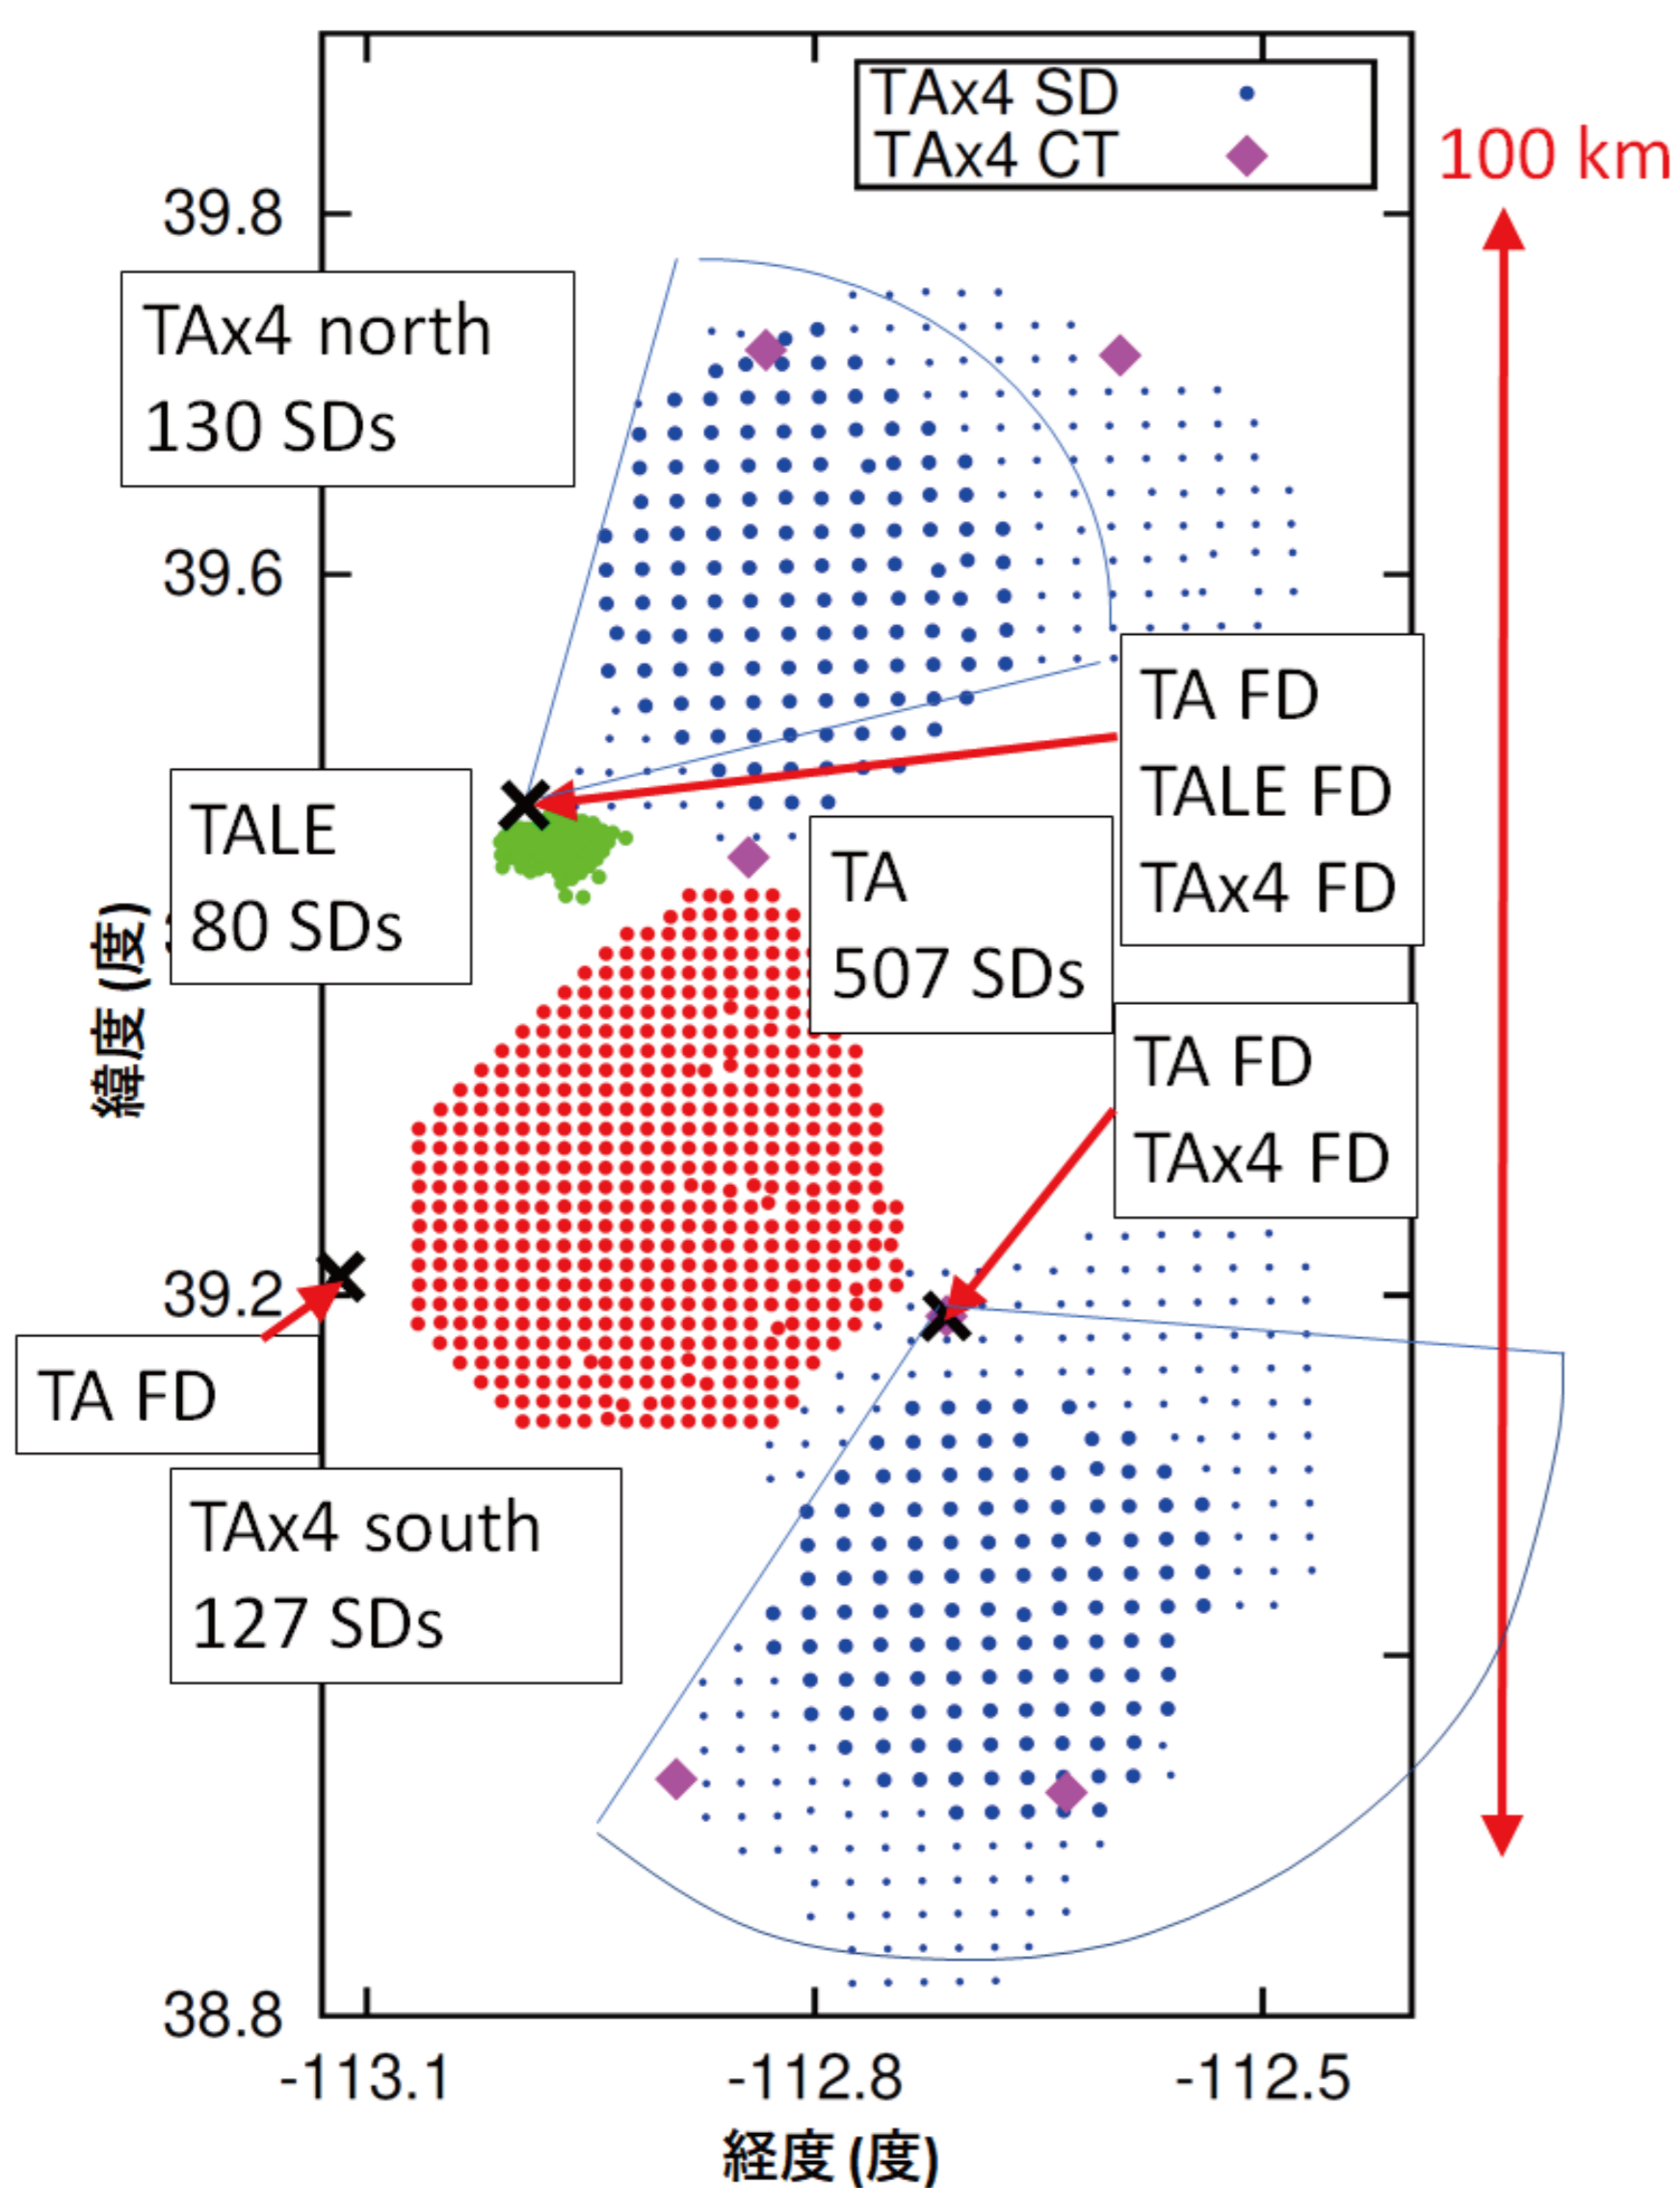 TAx4 SD
TAx4 CT
100 km
39.8
TAx4 north
130 SDs
39.6
TA FD
TALE FD
TAx4 FD
TALE
80 SDs
TA
507 SDs
緯度 (度)
TA FD
TAx4 FD
39.2
TA FD
TAx4 south
127 SDs
38.8
-113.1
-112.8
-112.5
経度 (度)